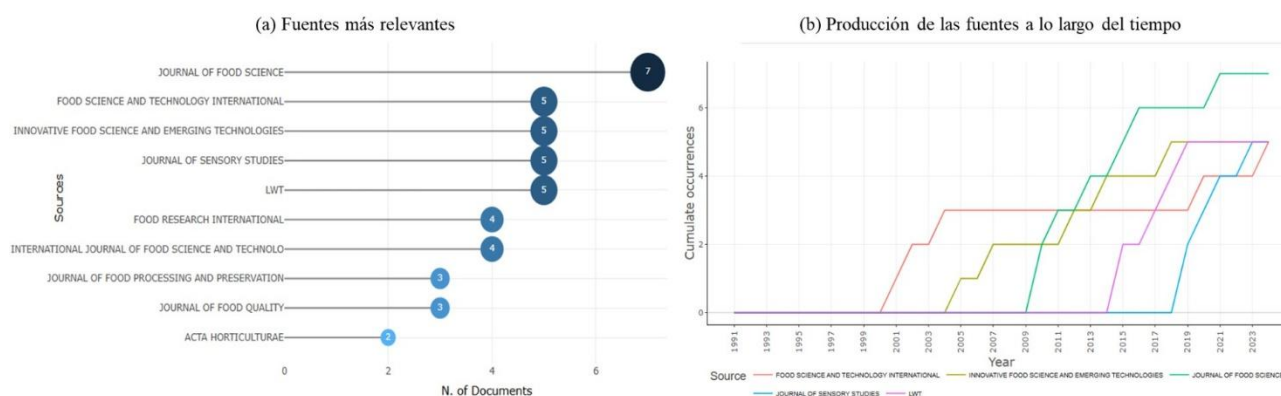 (a) Fuentes más relevantes
JOURNAL OF FOOD SCIENCE 7
FOOD SCIENCE AND TECHNOLOGY INTERNATIONAL 5
INNOVATIVE FOOD SCIENCE AND EMERGING TECHNOLOGIES 5
JOURNAL OF SENSORY STUDIES 5
LWT 5
FOOD RESEARCH INTERNATIONAL 4
INTERNATIONAL JOURNAL OF FOOD SCIENCE AND TECHNOLO 4
JOURNAL OF FOOD PROCESSING AND PRESERVATION 3
JOURNAL OF FOOD QUALITY 3
ACTA HORTICULTURAE 2
Sources
0 2 4 6
N. of Documents
(b) Producción de las fuentes a lo largo del tiempo
Cumulate occurrences
6
4
2
0
1991 1993 1995 1997 1999 2001 2003 2005 2007 2009 2011 2013 2015 2017 2019 2021 2023
Year
Source FOOD SCIENCE AND TECHNOLOGY INTERNATIONAL INNOVATIVE FOOD SCIENCE AND EMERGING TECHNOLOGIES JOURNAL OF FOOD SCIENCE
JOURNAL OF SENSORY STUDIES LWT